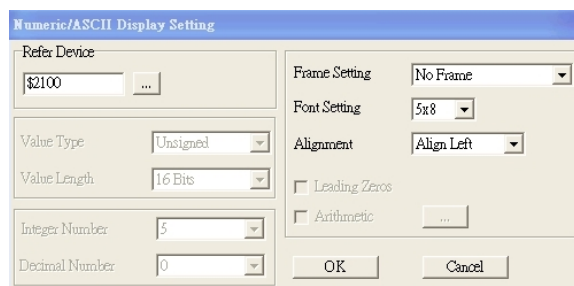 Numeric/ASCII Display Setting
Refer Device
$2100
...
Value Type
Unsigned
Value Length
16 Bits
Integer Number
5
Decimal Number
0
Frame Setting
No Frame
Font Setting
5x8
Alignment
Align Left
Leading Zeros
Arithmetic
...
OK
Cancel